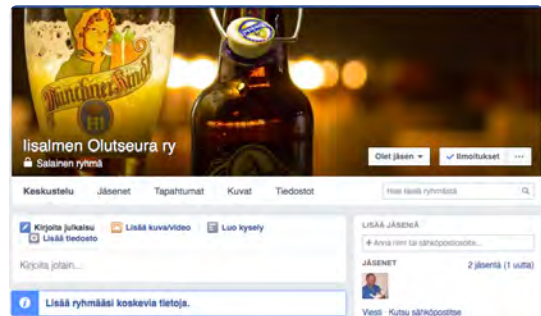 Münchner Kindl
Iisalmen Olutseura ry
Salainen ryhmä
Olet jäsen
Ilmoitukset
Keskustelu Jäsenet Tapahtumat Kuvat Tiedostot
Hae tästä ryhmästä
Kirjoita julkaisu Lisää kuva/video Luo kysely
Lisää tiedosto
Kirjoita jotain...
Lisää ryhmääsi koskevia tietoja.
LISÄÄ JÄSENIÄ
+ Anna nimi tai sähköpostiosoite...
JÄSENET 2 jäsentä (1 uutta)
Viesti · Kutsu sähköpostitse